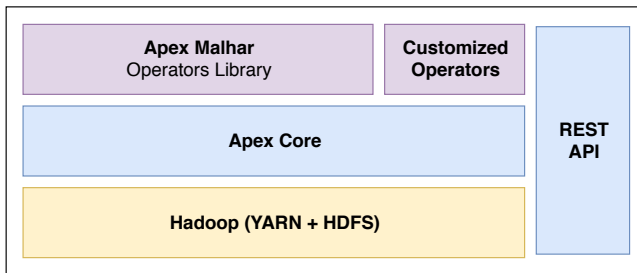 Apex Malhar
Operators Library
Customized
Operators
REST
API
Apex Core
Hadoop (YARN + HDFS)